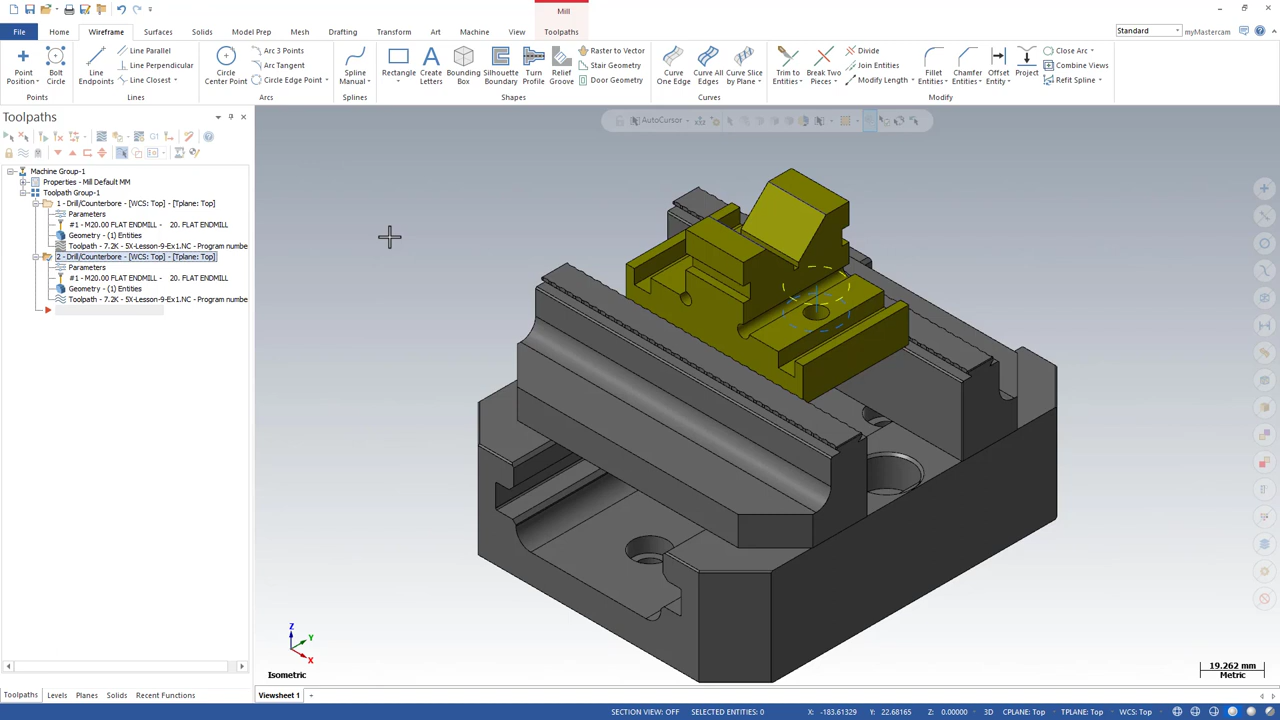 Mill
File
Home
Wireframe
Surfaces
Solids
Model Prep
Mesh
Drafting
Transform
Art
Machine
View
Toolpaths
Standard
myMastercam
Point Position
Bolt Circle
Points
Line Endpoints
Line Parallel
Line Perpendicular
Line Closest
Lines
Circle Center Point
Arc 3 Points
Arc Tangent
Circle Edge Point
Arcs
Spline Manual
Splines
Rectangle
Create Letters
Bounding Box
Silhouette Boundary
Turn Profile
Relief Groove
Raster to Vector
Stair Geometry
Door Geometry
Shapes
Curve One Edge
Curve All Edges
Curve Slice by Plane
Curves
Trim to Entities
Break Two Pieces
Divide
Join Entities
Modify Length
Fillet Entities
Chamfer Entities
Offset Entity
Project
Close Arc
Combine Views
Refit Spline
Modify
Toolpaths
AutoCursor
Machine Group-1
Properties - Mill Default MM
Toolpath Group-1
1 - Drill/Counterbore - [WCS: Top] - [Tplane: Top]
Parameters
#1 - M20.00 FLAT ENDMILL - 20. FLAT ENDMILL
Geometry - (1) Entities
Toolpath - 7.2K - 5X-Lesson-9-Ex1.NC - Program numbe
2 - Drill/Counterbore - [WCS: Top] - [Tplane: Top]
Parameters
#1 - M20.00 FLAT ENDMILL - 20. FLAT ENDMILL
Geometry - (1) Entities
Toolpath - 7.2K - 5X-Lesson-9-Ex1.NC - Program numbe
Z
Y
X
Isometric
19.262 mm
Metric
Toolpaths
Levels
Planes
Solids
Recent Functions
Viewsheet 1
+
SECTION VIEW: OFF
SELECTED ENTITIES: 0
X: -183.61329
Y: 22.68165
Z: 0.00000
3D
CPLANE: Top
TPLANE: Top
WCS: Top